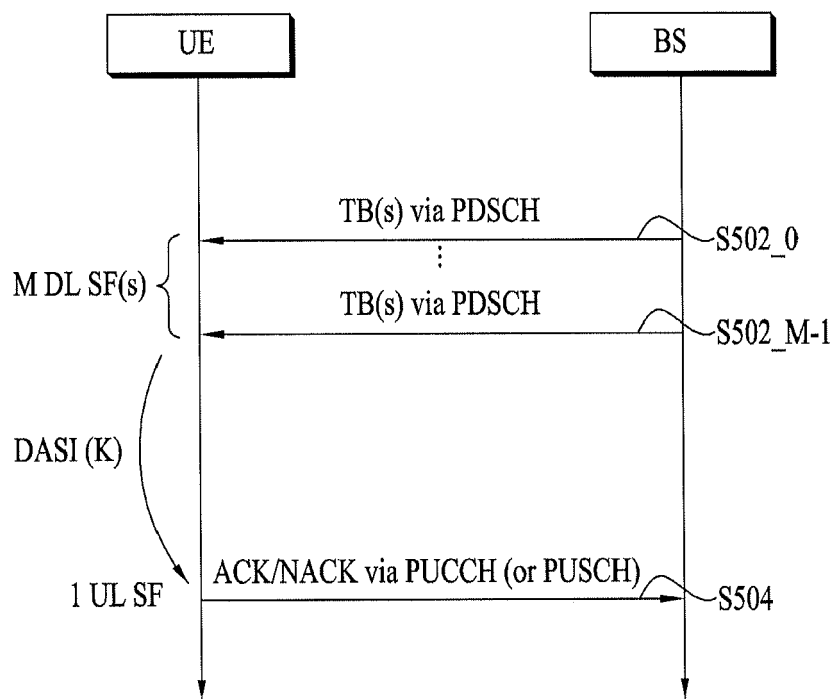 UE
BS
TB(s) via PDSCH
S502_0
M DL SF(s)
TB(s) via PDSCH
S502_M-1
DASI (K)
ACK/NACK via PUCCH (or PUSCH)
1 UL SF
S504